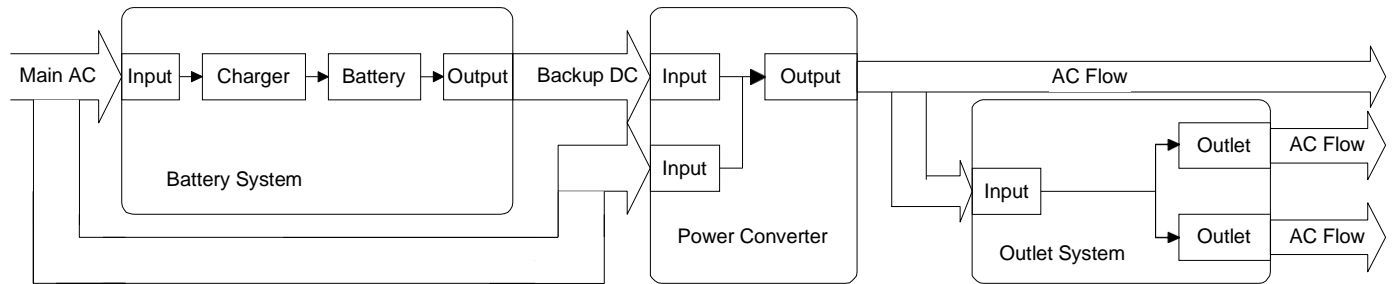 Main AC
Input
Charger
Battery
Output
Battery System
Backup DC
Input
Output
Input
Power Converter
AC Flow
Input
Outlet
AC Flow
Outlet
AC Flow
Outlet System